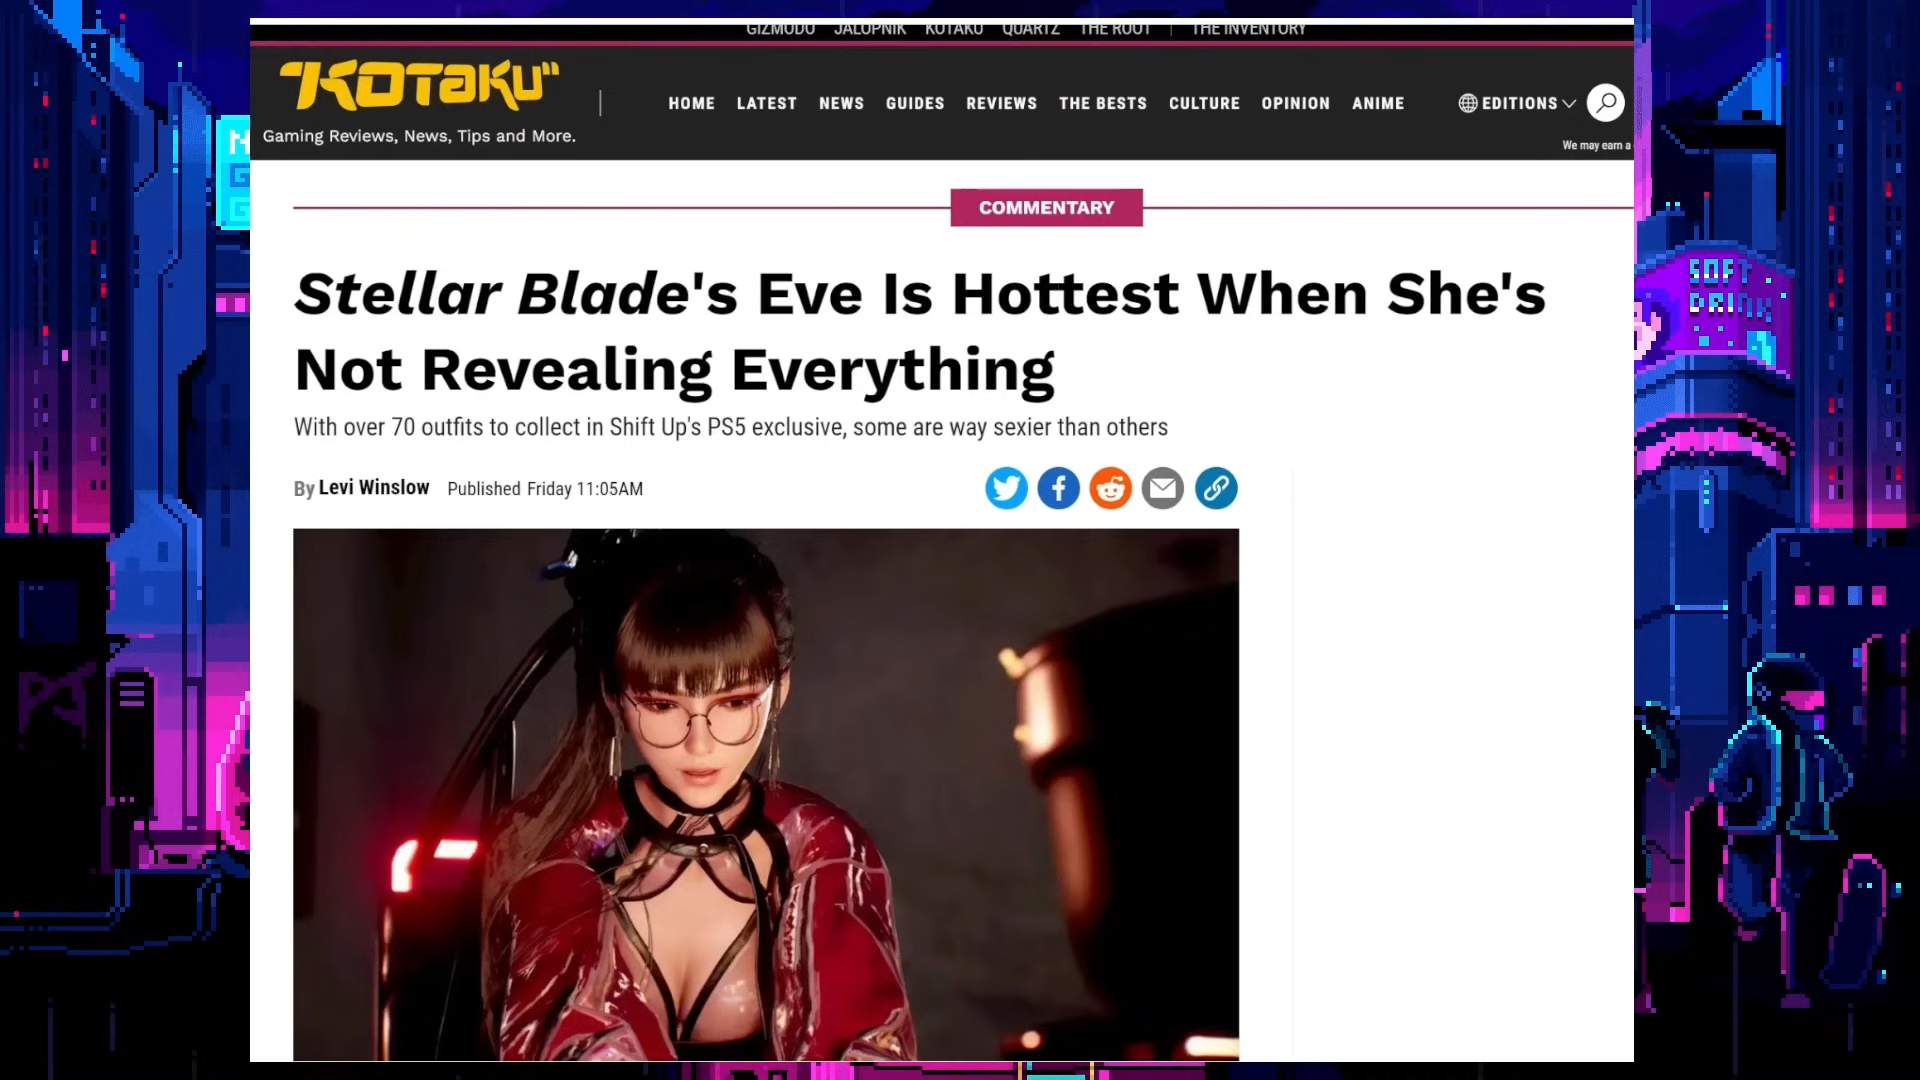 GIZMODO JALOPNIK KOTAKU QUARTZ THE ROOT | THE INVENTORY
KOTAKU
Gaming Reviews, News, Tips and More.
HOME LATEST NEWS GUIDES REVIEWS THE BESTS CULTURE OPINION ANIME EDITIONS
We may earn a
COMMENTARY
Stellar Blade's Eve Is Hottest When She's
Not Revealing Everything
With over 70 outfits to collect in Shift Up's PS5 exclusive, some are way sexier than others
By Levi Winslow Published Friday 11:05AM
SOFT
DRINK